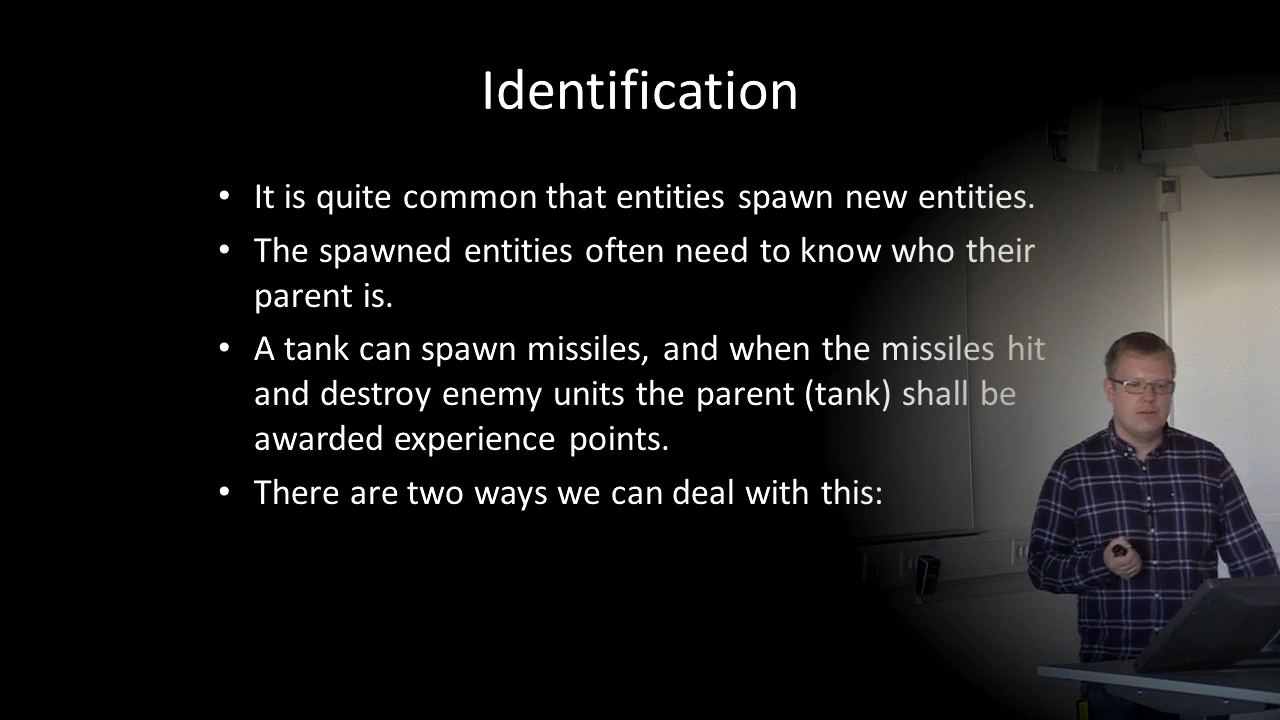 Identification
• It is quite common that entities spawn new entities.
• The spawned entities often need to know who their
parent is.
• A tank can spawn missiles, and when the missiles hit
and destroy enemy units the parent (tank) shall be
awarded experience points.
• There are two ways we can deal with this: